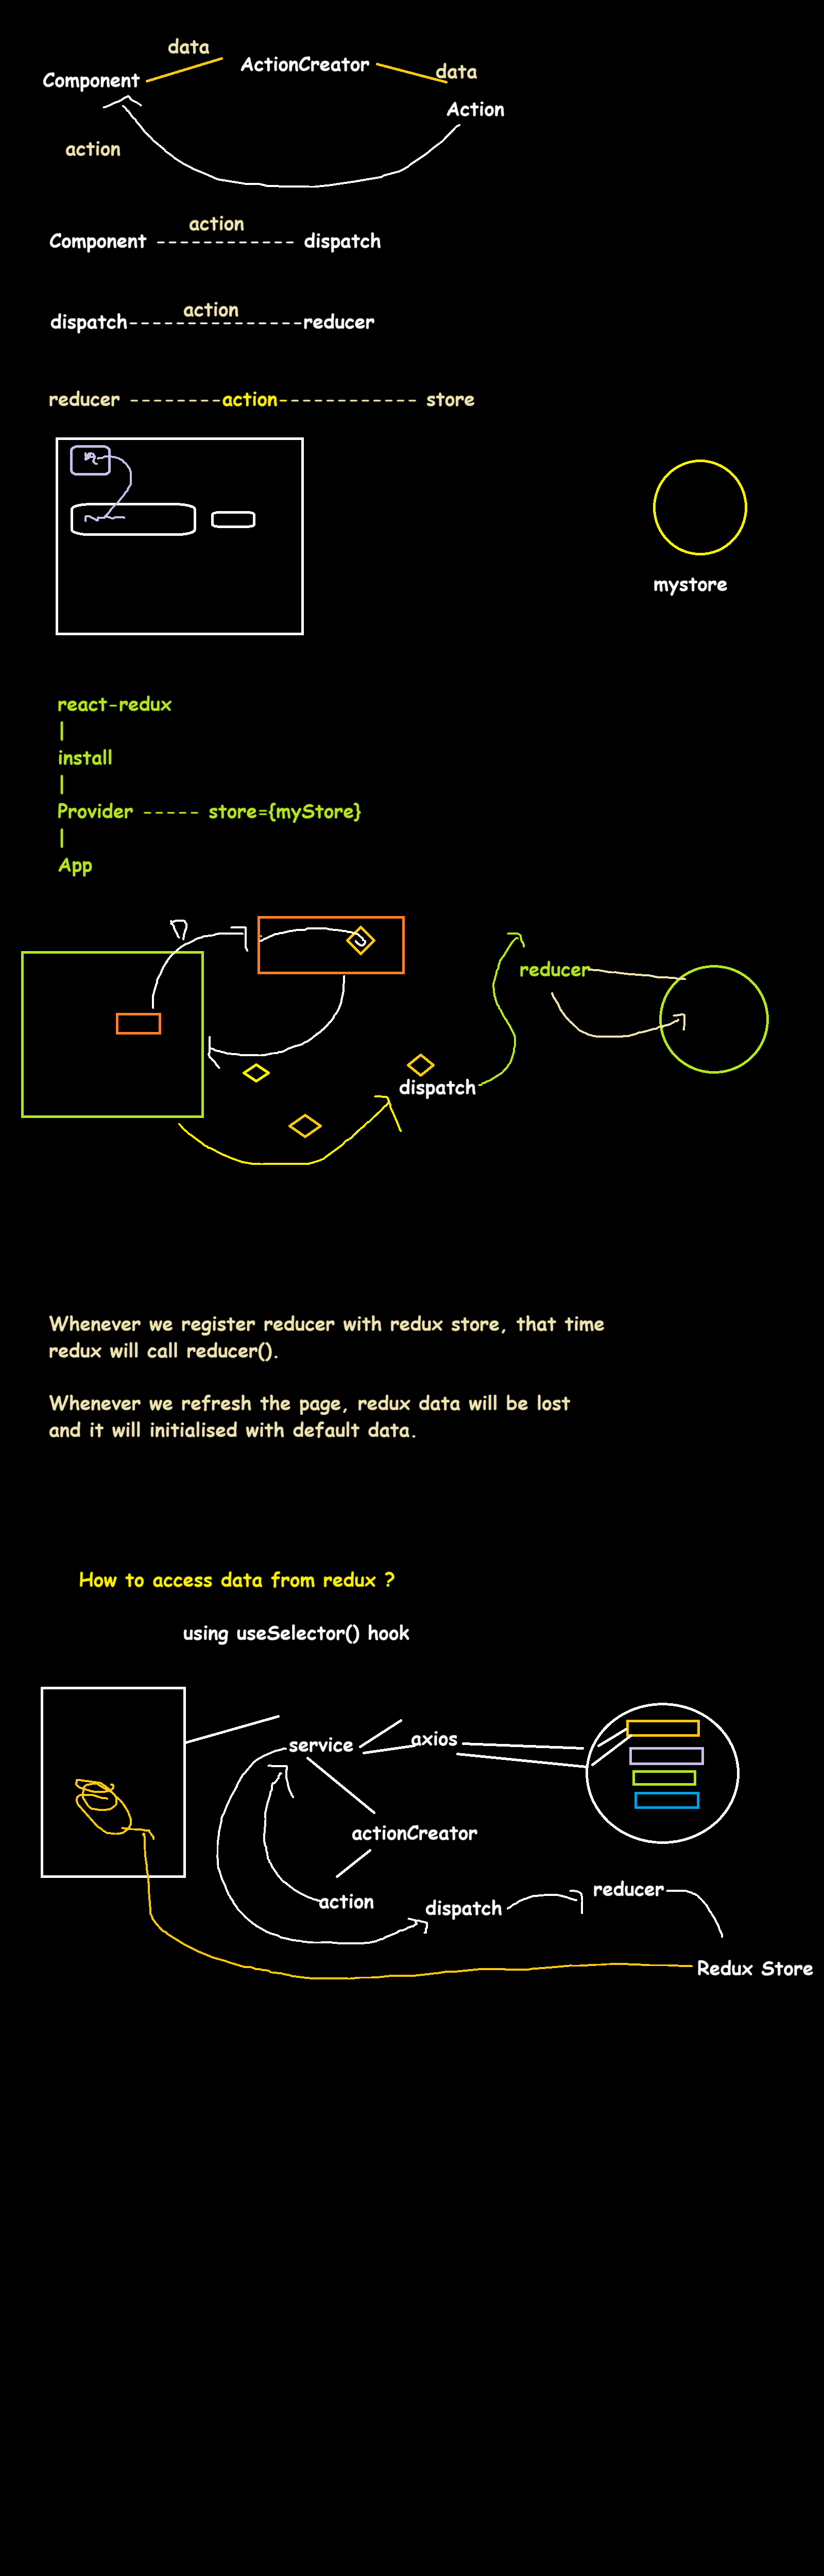 data
Component
ActionCreator
data
Action
action
action
Component ------------ dispatch
action
dispatch---------------reducer
reducer --------action------------ store
mystore
react-redux
|
install
|
Provider ----- store={myStore}
|
App
D
reducer
dispatch
Whenever we register reducer with redux store, that time
redux will call reducer().
Whenever we refresh the page, redux data will be lost
and it will initialised with default data.
How to access data from redux ?
using useSelector() hook
service
axios
actionCreator
action
dispatch
reducer
Redux Store